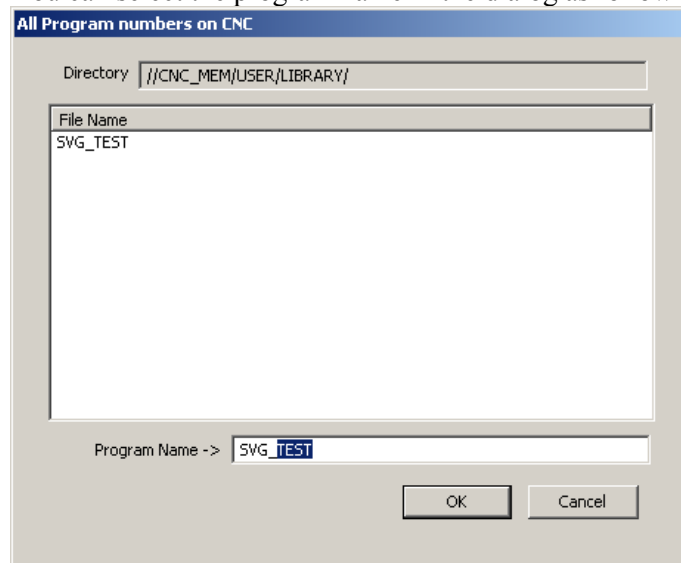 All Program numbers on CNC
Directory //CNC_MEM/USER/LIBRARY/
File Name
SVG_TEST
Program Name -> SVG_TEST
OK Cancel